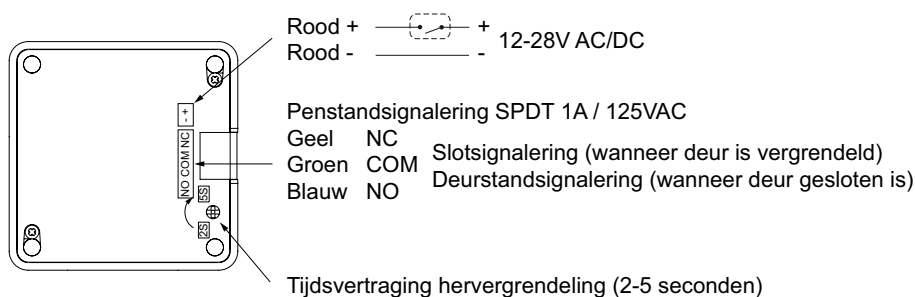 Rood + +
Rood - -
12-28V AC/DC
- +
NO COM NC
5S
2S
Penstandsignalering SPDT 1A / 125VAC
Geel NC
Groen COM Slotsignalering (wanneer deur is vergrendeld)
Blauw NO Deurstandsignalering (wanneer deur gesloten is)
Tijdsvertraging hervergrendeling (2-5 seconden)